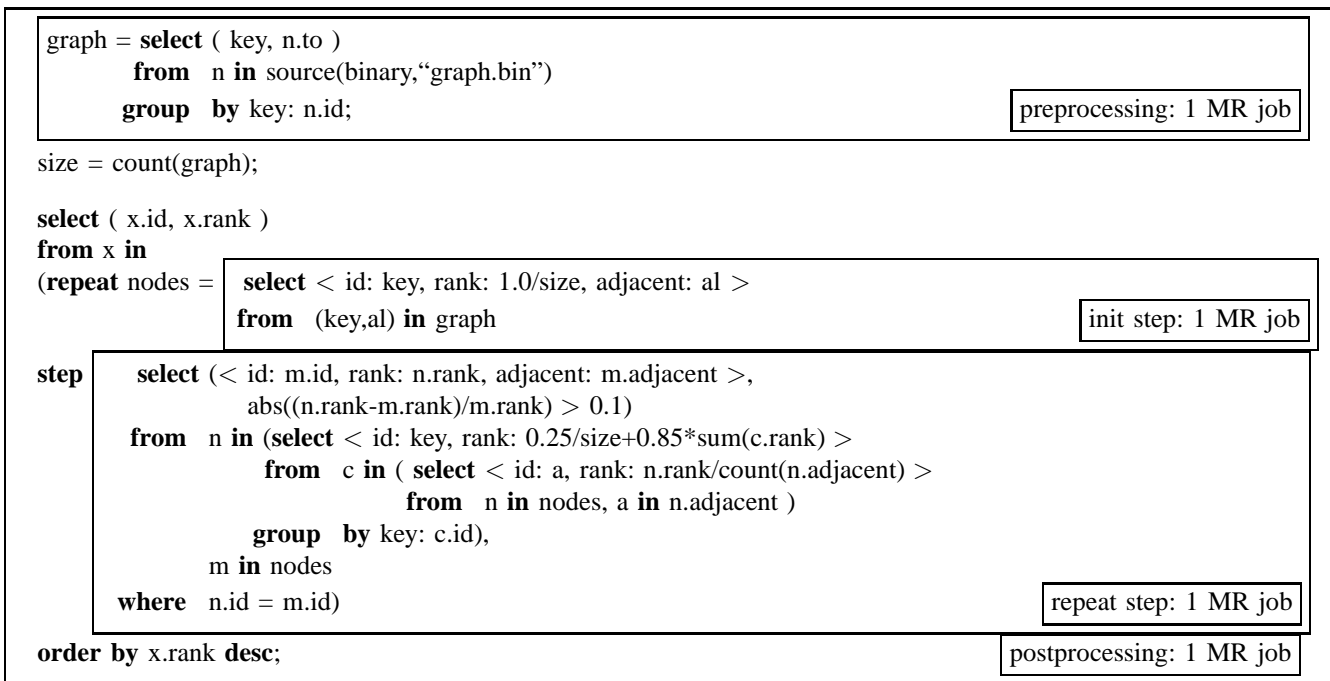 graph = select ( key, n.to )
from n in source(binary,“graph.bin”)
group by key: n.id;
preprocessing: 1 MR job
size = count(graph);
select ( x.id, x.rank )
from x in
(repeat nodes = select < id: key, rank: 1.0/size, adjacent: al >
from (key,al) in graph
init step: 1 MR job
step select (< id: m.id, rank: n.rank, adjacent: m.adjacent >,
abs((n.rank-m.rank)/m.rank) > 0.1)
from n in (select < id: key, rank: 0.25/size+0.85*sum(c.rank) >
from c in ( select < id: a, rank: n.rank/count(n.adjacent) >
from n in nodes, a in n.adjacent )
group by key: c.id),
m in nodes
where n.id = m.id)
repeat step: 1 MR job
order by x.rank desc;
postprocessing: 1 MR job